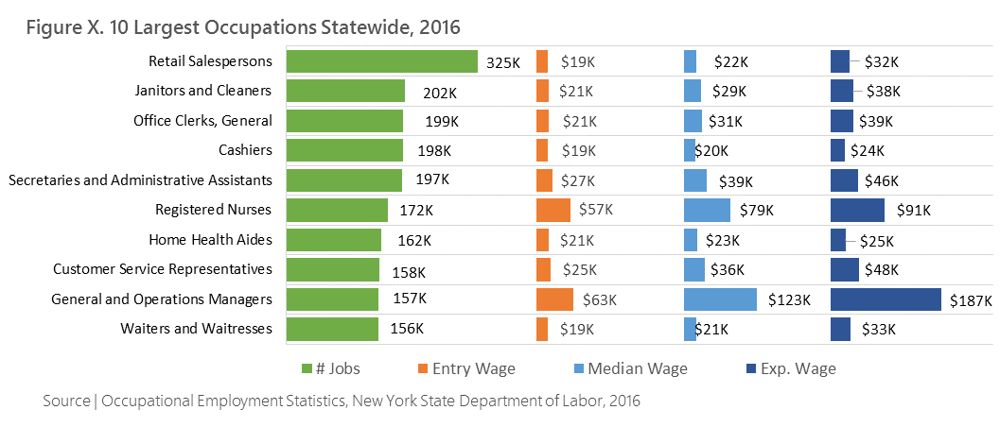 Figure X. 10 Largest Occupations Statewide, 2016
Retail Salespersons 325K $19K $22K $32K
Janitors and Cleaners 202K $21K $29K $38K
Office Clerks, General 199K $21K $31K $39K
Cashiers 198K $19K $20K $24K
Secretaries and Administrative Assistants 197K $27K $39K $46K
Registered Nurses 172K $57K $79K $91K
Home Health Aides 162K $21K $23K $25K
Customer Service Representatives 158K $25K $36K $48K
General and Operations Managers 157K $63K $123K $187K
Waiters and Waitresses 156K $19K $21K $33K
# Jobs Entry Wage Median Wage Exp. Wage
Source | Occupational Employment Statistics, New York State Department of Labor, 2016